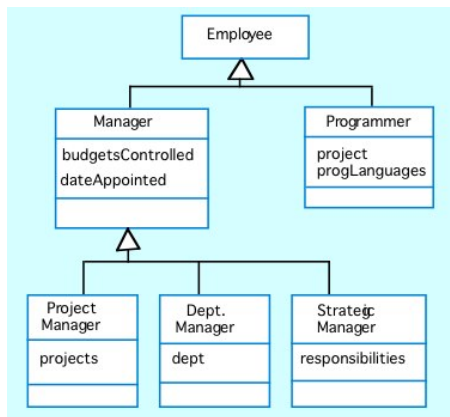 Employee
Manager
budgetsControlled
dateAppointed
Programmer
project
progLanguages
Project
Manager
projects
Dept.
Manager
dept
Strategic
Manager
responsibilities